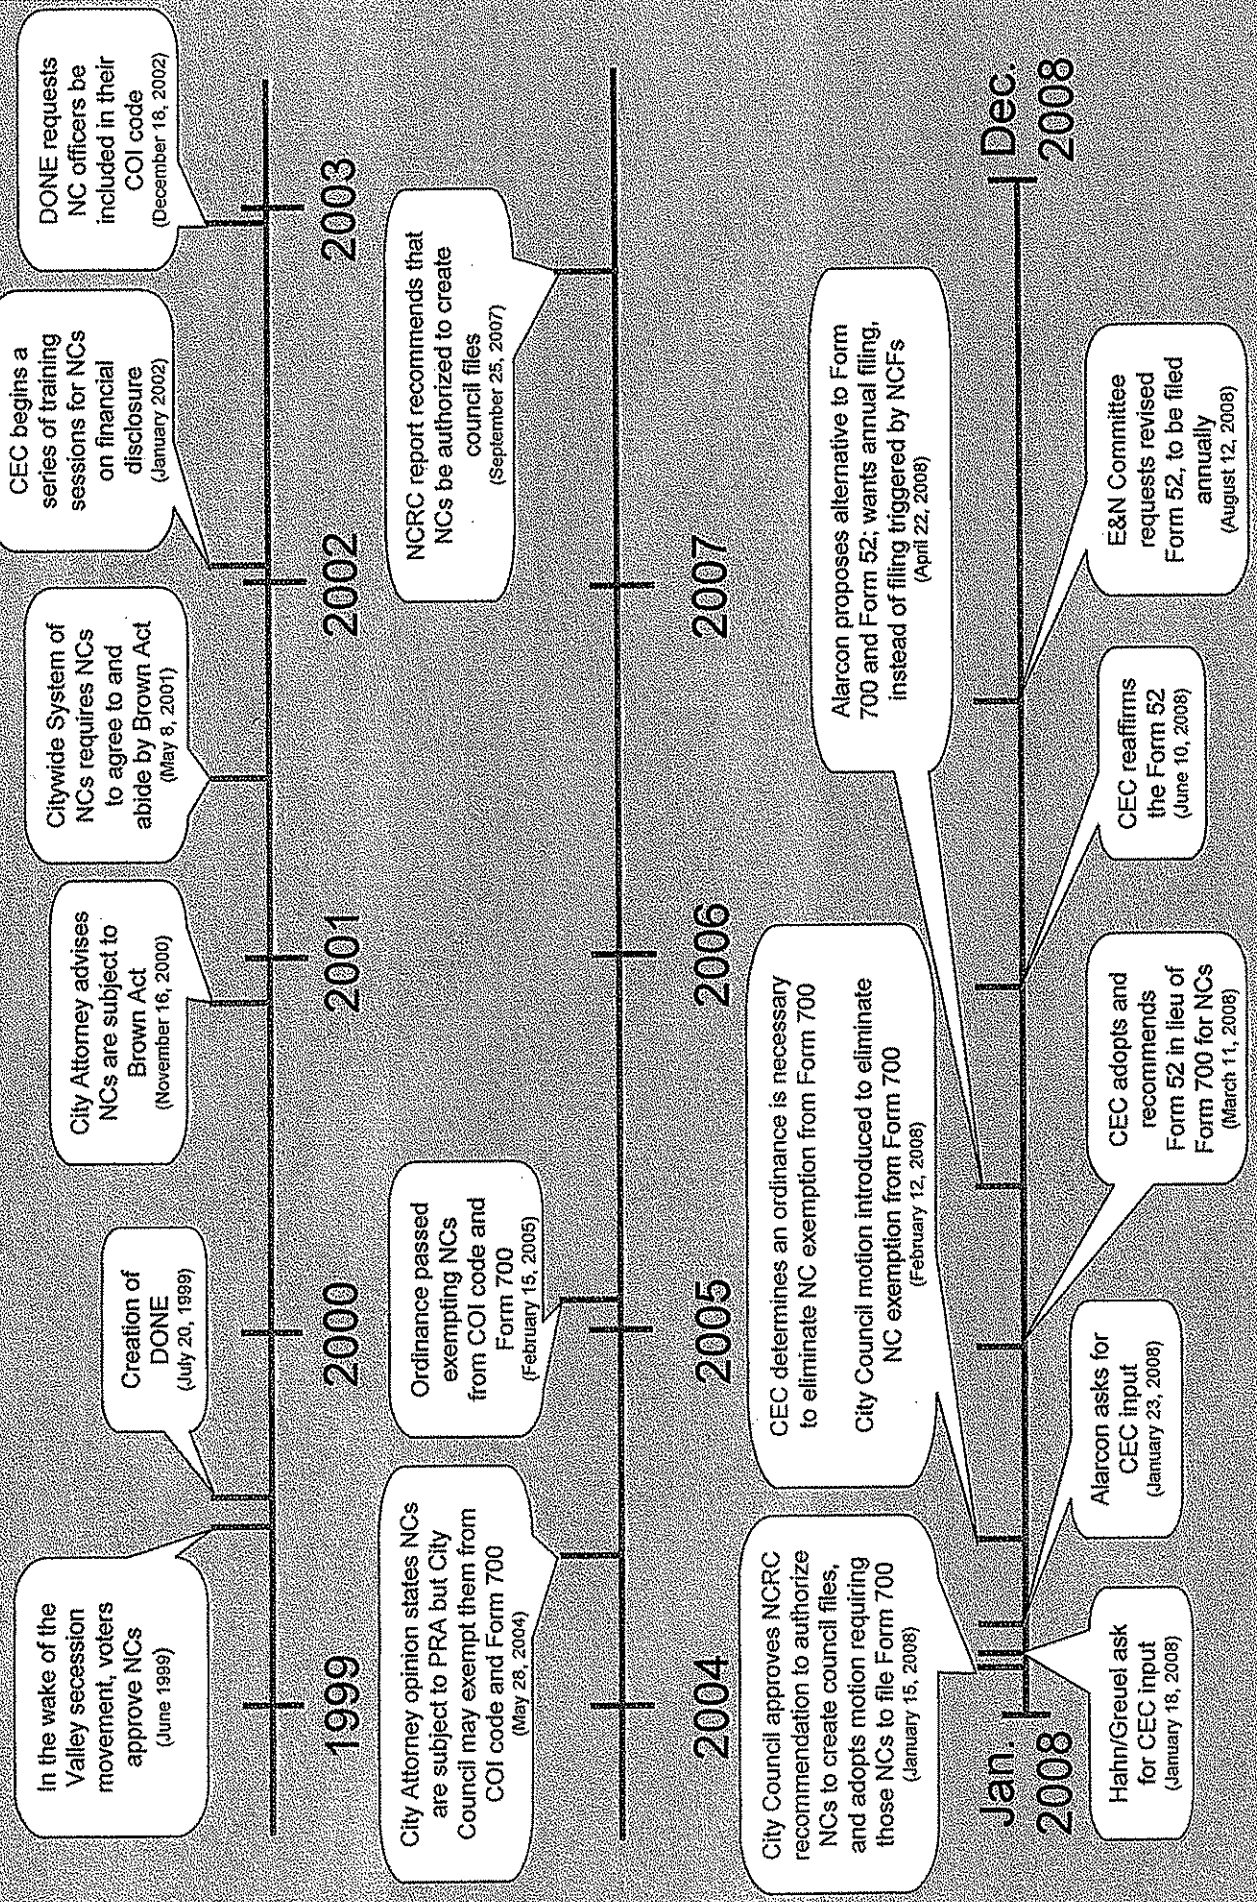 In the wake of the
Valley secession
movement, voters
approve NCs
(June 1999)
Creation of
DONE
(July 20, 1999)
City Attorney advises
NCs are subject to
Brown Act
(November 16, 2000)
Citywide System of
NCs requires NCs
to agree to and
abide by Brown Act
(May 8, 2001)
CEC begins a
series of training
sessions for NCs
on financial
disclosure
(January 2002)
DONE requests
NC officers be
included in their
COI code
(December 18, 2002)
1999
2000
2001
2002
2003
City Attorney opinion states NCs
are subject to PRA but City
Council may exempt them from
COI code and Form 700
(May 28, 2004)
Ordinance passed
exempting NCs
from COI code and
Form 700
(February 15, 2005)
NCRC report recommends that
NCs be authorized to create
council files
(September 25, 2007)
2004
2005
2006
2007
City Council approves NCRC
recommendation to authorize
NCs to create council files,
and adopts motion requiring
those NCs to file Form 700
(January 15, 2008)
CEC determines an ordinance is necessary
to eliminate NC exemption from Form 700
City Council motion introduced to eliminate
NC exemption from Form 700
(February 12, 2008)
Alarcon proposes alternative to Form
700 and Form 52; wants annual filing,
instead of filing triggered by NCFs
(April 22, 2008)
Jan.
2008
Dec.
2008
Hahn/Greuel ask
for CEC input
(January 18, 2008)
Alarcon asks for
CEC input
(January 23, 2008)
CEC adopts and
recommends
Form 52 in lieu of
Form 700 for NCs
(March 11, 2008)
CEC reaffirms
the Form 52
(June 10, 2008)
E&N Committee
requests revised
Form 52, to be filed
annually
(August 12, 2008)